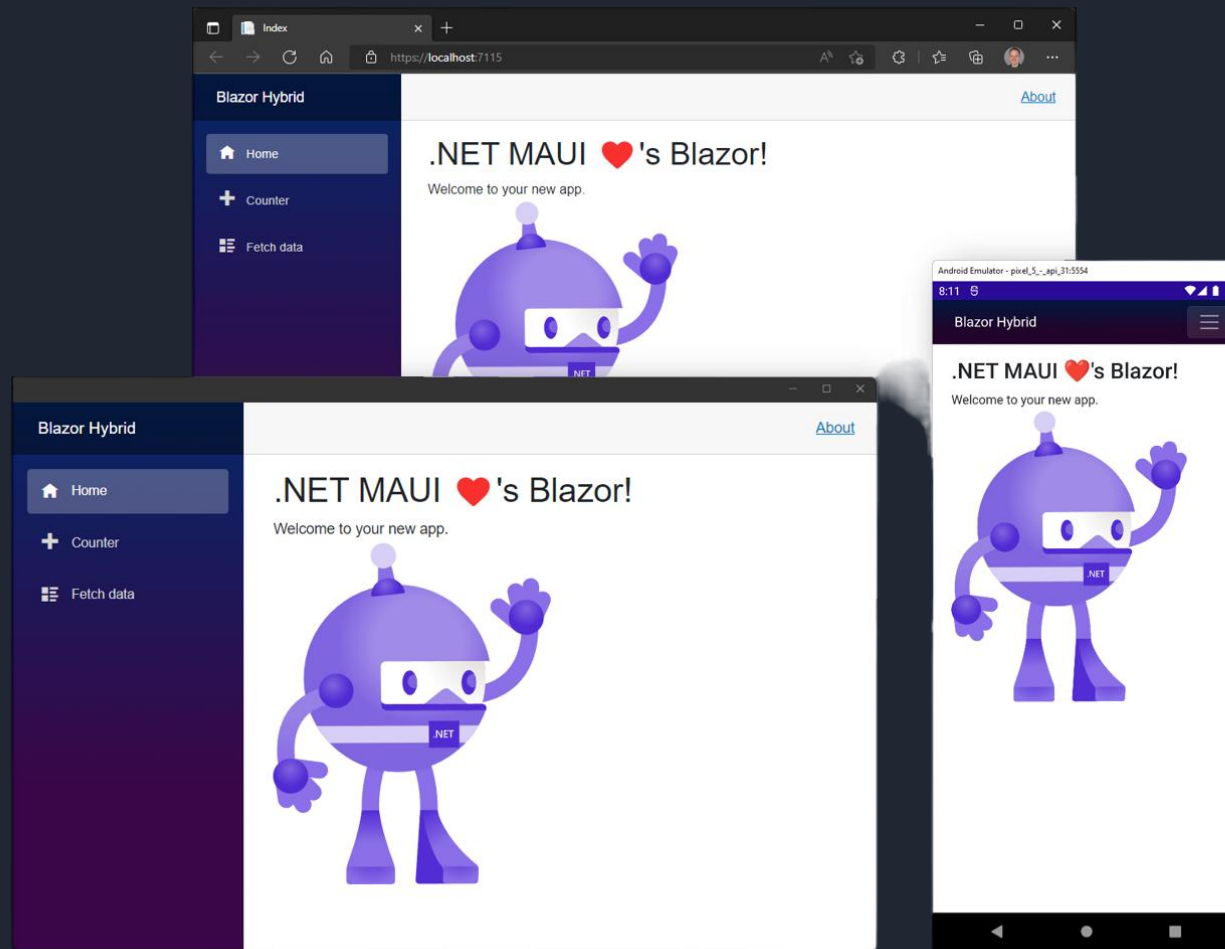 Index
https://localhost:7115
Blazor Hybrid
About
Home
.NET MAUI ❤️'s Blazor!
Welcome to your new app.
Counter
Fetch data
.NET
Android Emulator - pixel_5_-_api_31:5554
8:11
Blazor Hybrid
.NET MAUI ❤️'s Blazor!
Welcome to your new app.
.NET
Blazor Hybrid
About
Home
.NET MAUI ❤️'s Blazor!
Welcome to your new app.
Counter
Fetch data
.NET